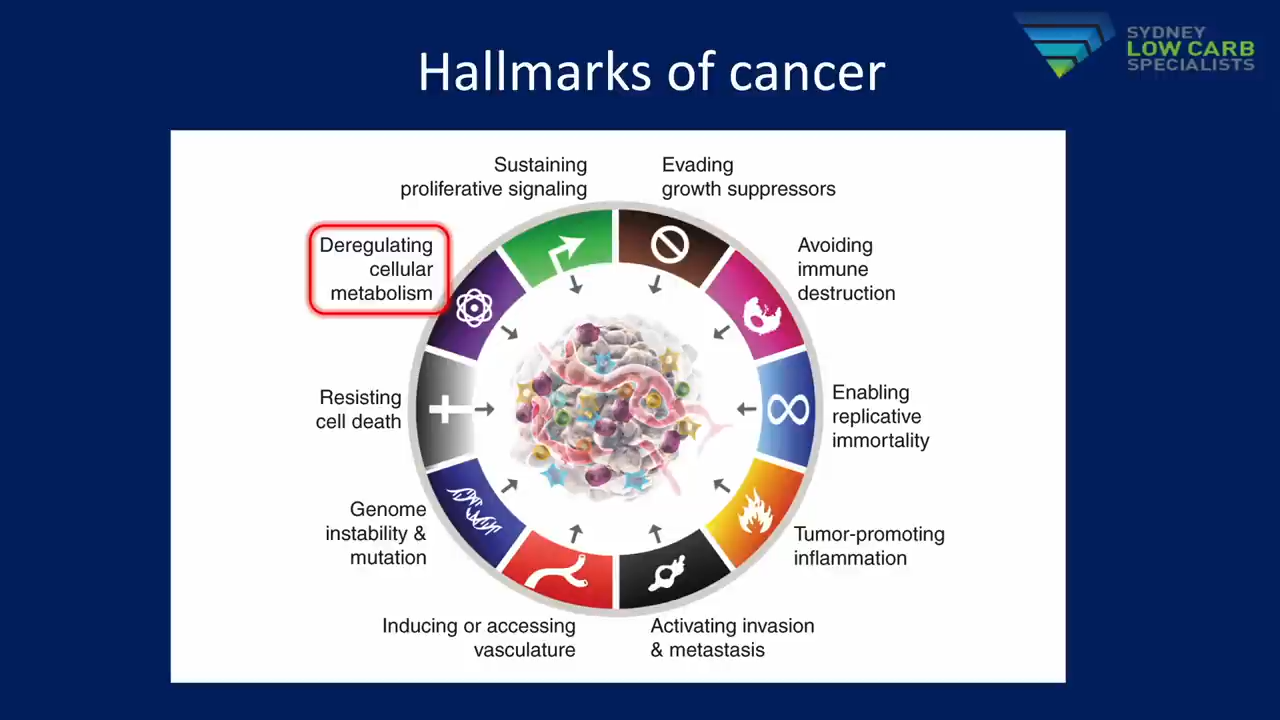 SYDNEY
LOW CARB
SPECIALISTS
Hallmarks of cancer
Sustaining
proliferative signaling
Evading
growth suppressors
Deregulating
cellular
metabolism
Avoiding
immune
destruction
Resisting
cell death
Enabling
replicative
immortality
Genome
instability &
mutation
Tumor-promoting
inflammation
Inducing or accessing
vasculature
Activating invasion
& metastasis